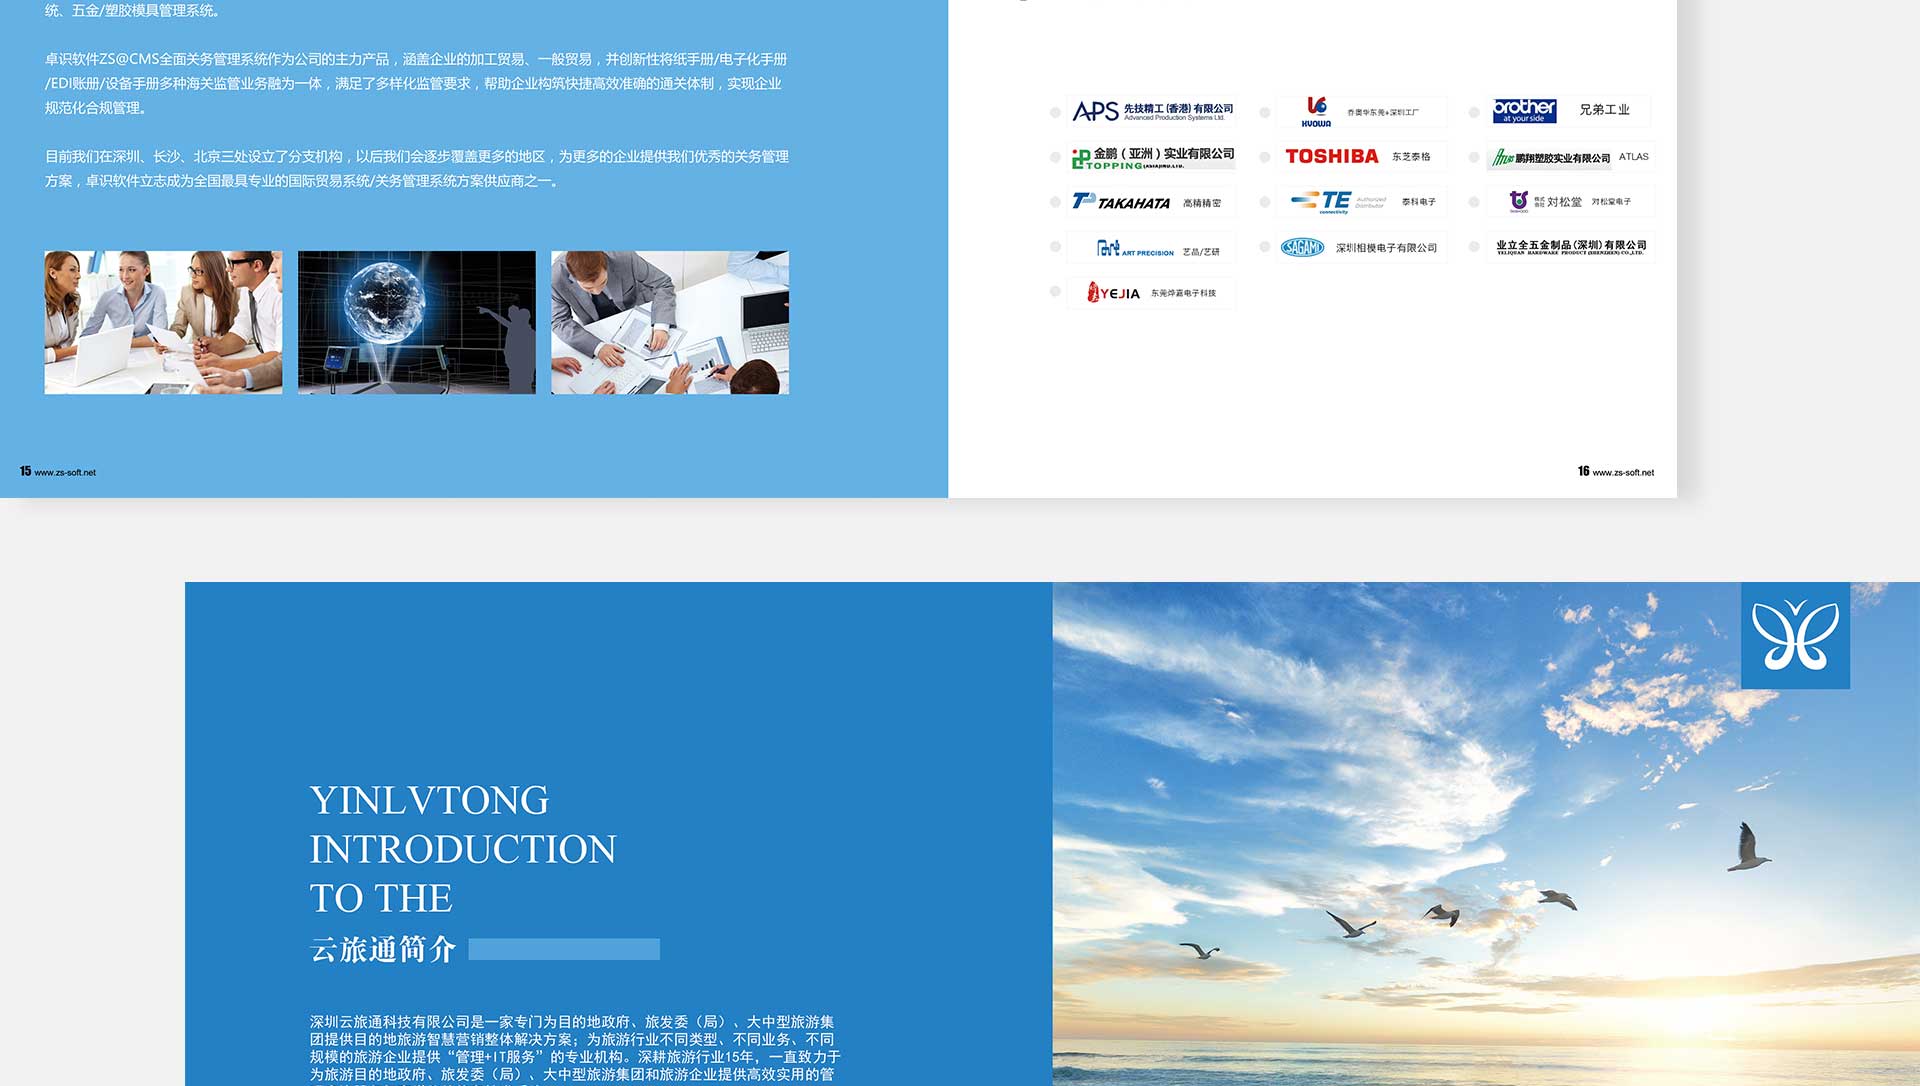 统、五金/塑胶模具管理系统。
卓识软件ZS@CMS全面关务管理系统作为公司的主力产品，涵盖企业的加工贸易、一般贸易，并创新性将纸手册/电子化手册
/EDI账册/设备手册多种海关监管业务融为一体，满足了多样化监管要求，帮助企业构筑快捷高效准确的通关体制，实现企业
规范化合规管理。
目前我们在深圳、长沙、北京三处设立了分支机构，以后我们会逐步覆盖更多的地区，为更多的企业提供我们优秀的关务管理
方案，卓识软件立志成为全国最具专业的国际贸易系统/关务管理系统方案供应商之一。
15 www.zs-soft.net
APS 先技精工(香港)有限公司
Advanced Production Systems Ltd.
KYOWA 乔奥华东莞+深圳工厂
brother at your side 兄弟工业
金鹏（亚洲）实业有限公司
TOPPING (ASIA)IND.LTD.
TOSHIBA 东芝泰格
ATLAS 鹏翔塑胶实业有限公司 ATLAS
TAKAHATA 高精精密
TE connectivity Authorized Distributor 泰科电子
株式会社 对松堂 对松堂电子
Art ART PRECISION 艺品/艺研
SAGAMI 深圳相模电子有限公司
业立全五金制品(深圳)有限公司
YELIQUAN HARDWARE PRODUCT (SHENZHEN) CO.,LTD.
YEJIA 东莞烨嘉电子科技
16 www.zs-soft.net
YINLVTONG
INTRODUCTION
TO THE
云旅通简介
深圳云旅通科技有限公司是一家专门为目的地政府、旅发委（局）、大中型旅游集
团提供目的地旅游智慧营销整体解决方案；为旅游行业不同类型、不同业务、不同
规模的旅游企业提供“管理+IT服务”的专业机构。深耕旅游行业15年，一直致力于
为旅游目的地政府、旅发委（局）、大中型旅游集团和旅游企业提供高效实用的管